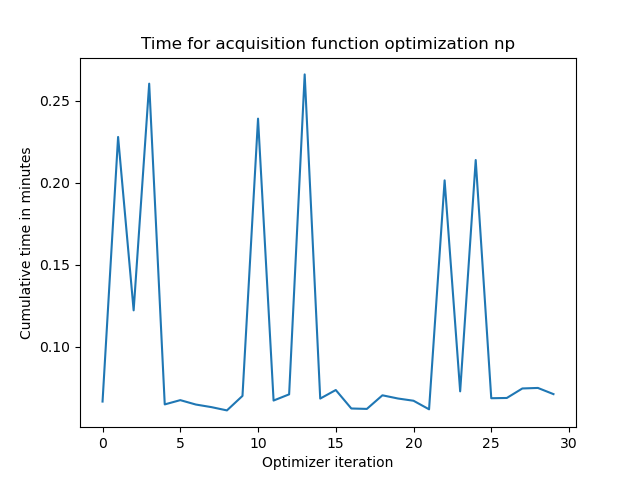 Time for acquisition function optimization np
Cumulative time in minutes
0.25
0.20
0.15
0.10
0 5 10 15 20 25 30
Optimizer iteration